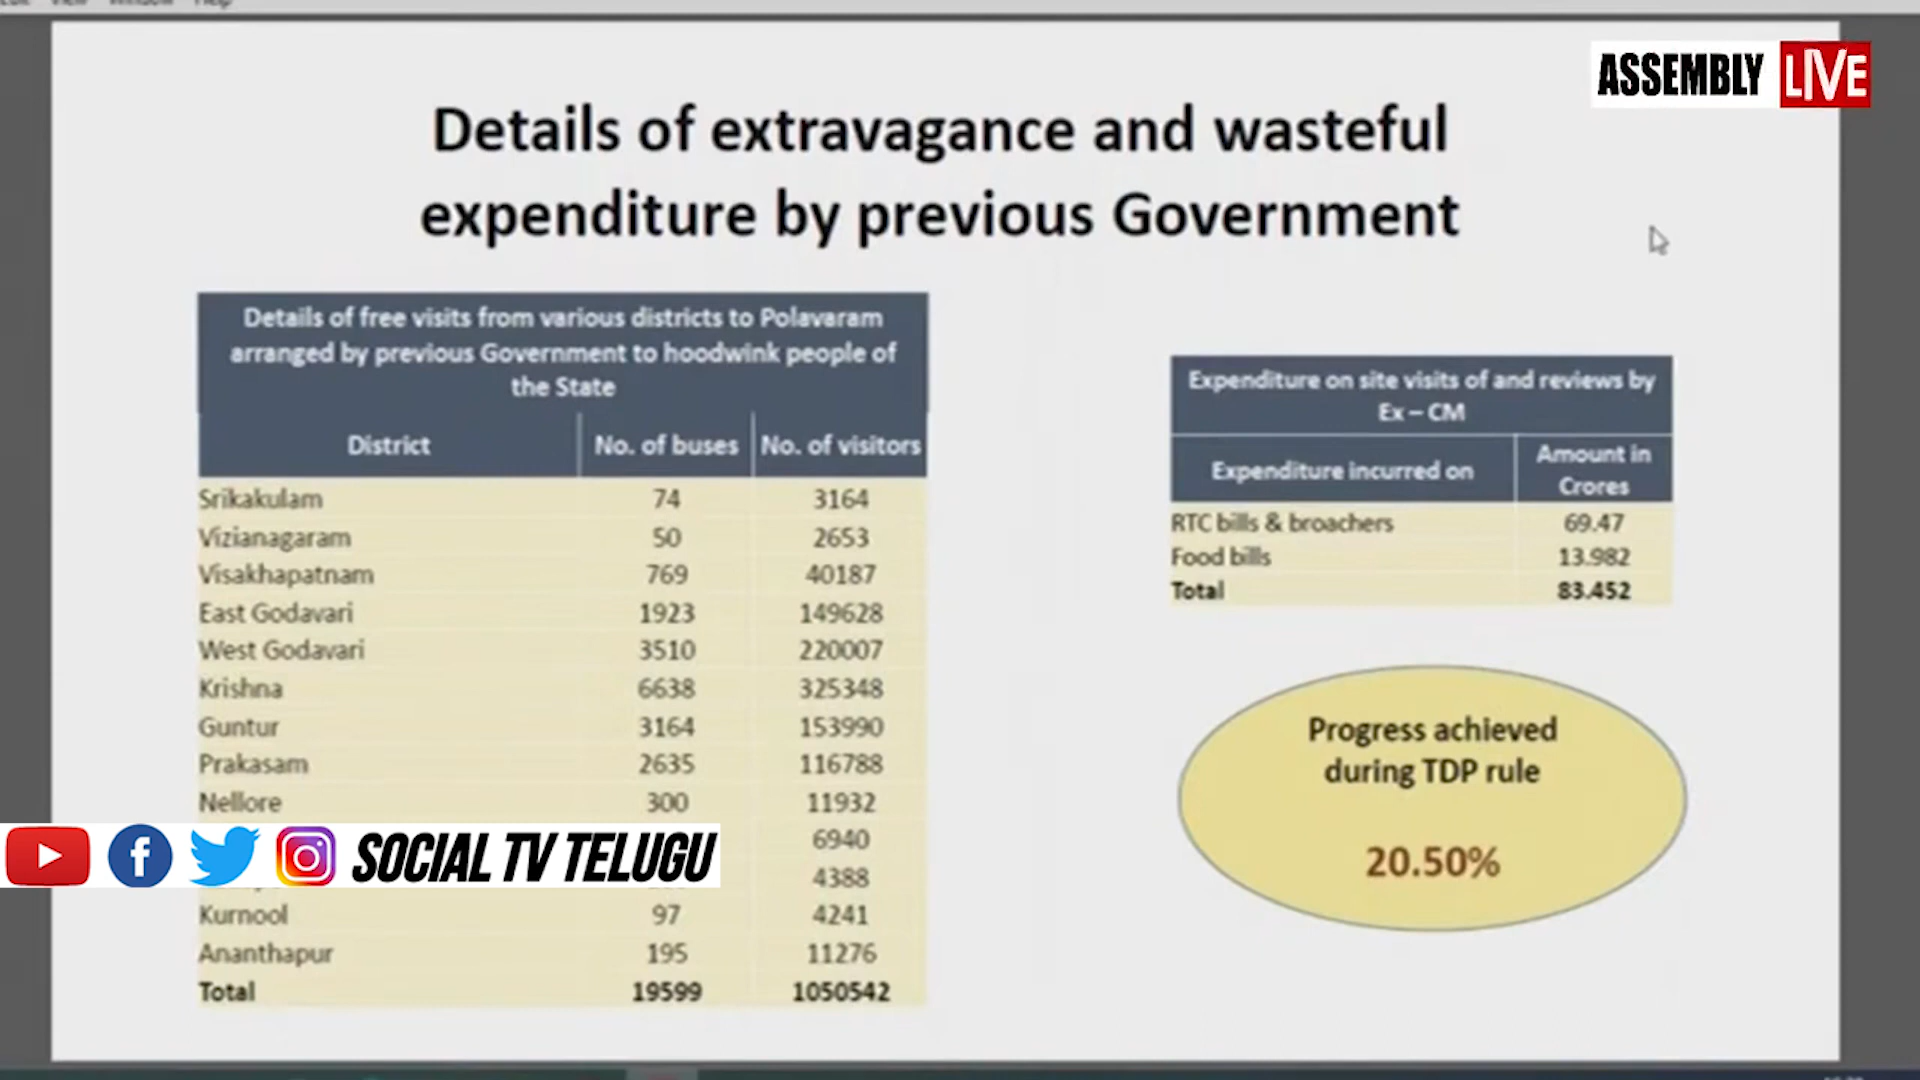 ASSEMBLY LIVE
Details of extravagance and wasteful
expenditure by previous Government
Details of free visits from various districts to Polavaram
arranged by previous Government to hoodwink people of
the State
District No. of buses No. of visitors
Srikakulam 74 3164
Vizianagaram 50 2653
Visakhapatnam 769 40187
East Godavari 1923 149628
West Godavari 3510 220007
Krishna 6638 325348
Guntur 3164 153990
Prakasam 2635 116788
Nellore 300 11932
6940
4388
Kurnool 97 4241
Ananthapur 195 11276
Total 19599 1050542
Expenditure on site visits of and reviews by
Ex – CM
Expenditure incurred on Amount in
Crores
RTC bills & broachers 69.47
Food bills 13.982
Total 83.452
Progress achieved
during TDP rule
20.50%
SOCIAL TV TELUGU